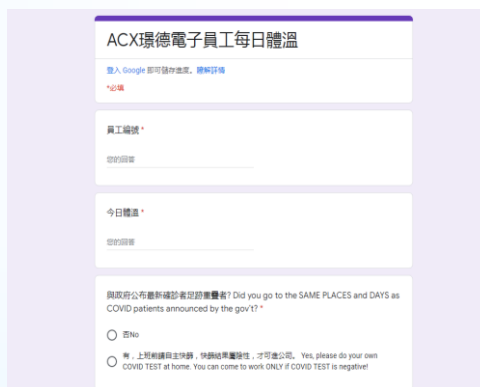 ACX璟德電子員工每日體溫
登入 Google 即可儲存進度。瞭解詳情
*必填
員工編號 *
您的回答
今日體溫 *
您的回答
與政府公布最新確診者足跡重疊者? Did you go to the SAME PLACES and DAYS as
COVID patients announced by the gov't? *
否No
有，上班前請自主快篩，快篩結果屬陰性，才可進公司。 Yes, please do your own
COVID TEST at home. You can come to work ONLY if COVID TEST is negative!